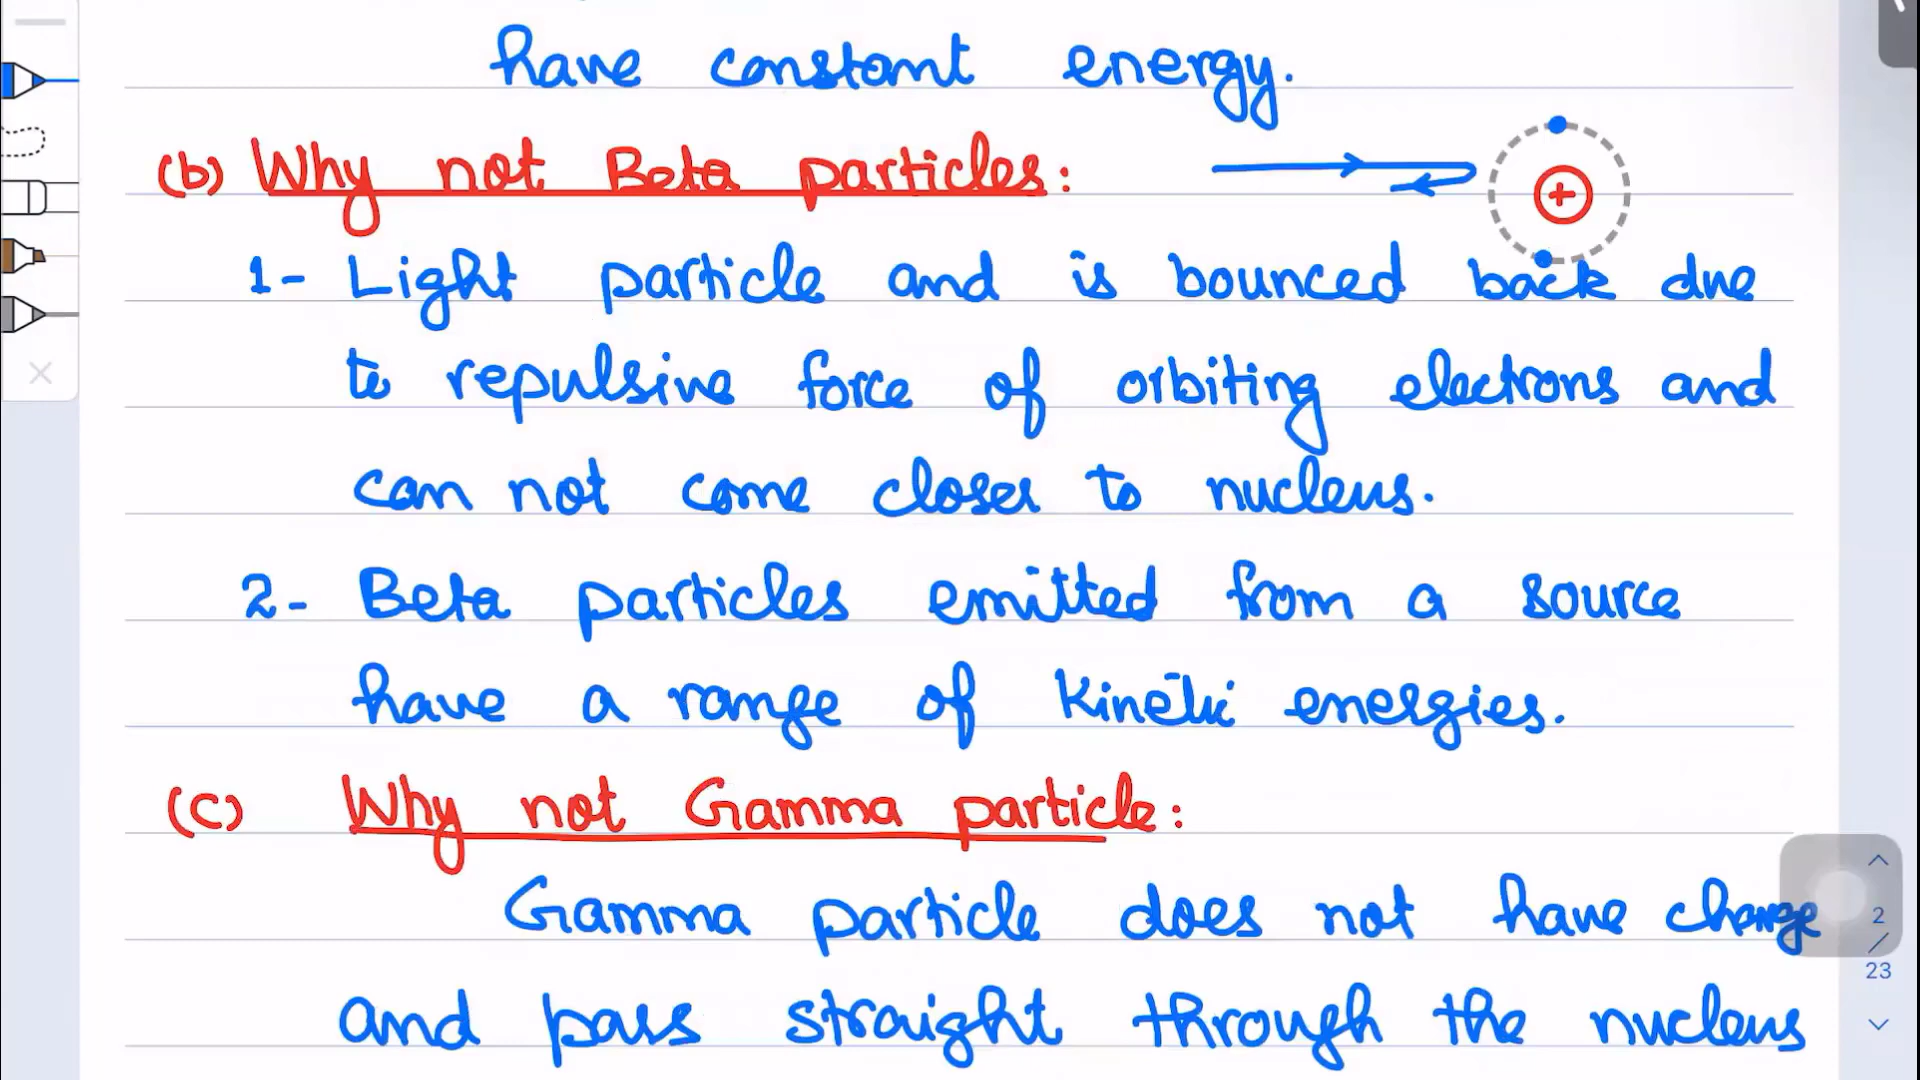 have constant energy.
(b) Why not Beta particles:
+
1- Light particle and is bounced back due
to repulsive force of orbiting electrons and
can not come closer to nucleus.
2- Beta particles emitted from a source
have a range of Kinetic energies.
(c) Why not Gamma particle:
Gamma particle does not have charge
and pass straight through the nucleus
2
/
23